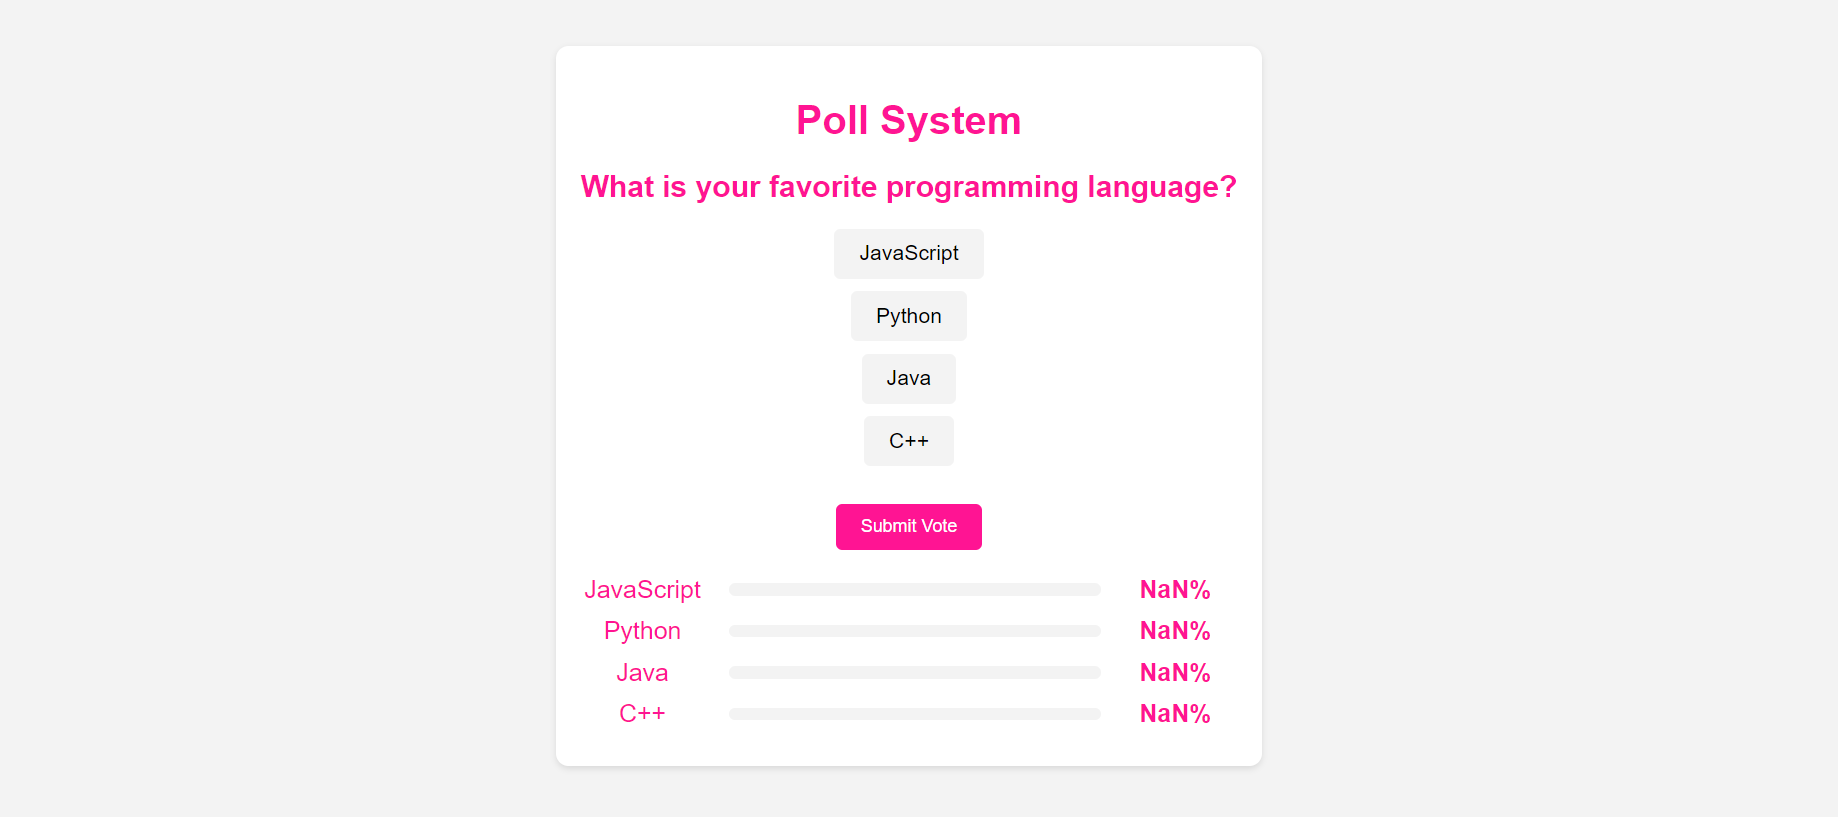 Poll System
What is your favorite programming language?
JavaScript
Python
Java
C++
Submit Vote
JavaScript NaN%
Python NaN%
Java NaN%
C++ NaN%